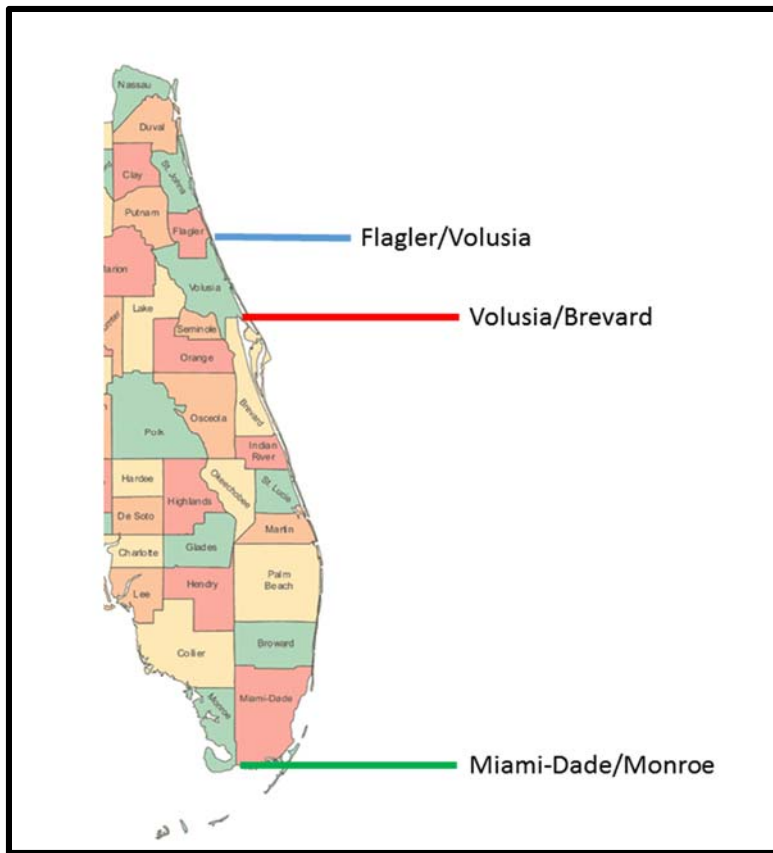 Nassau
Duval
Clay
St. Johns
Putnam
Flagler
Flagler/Volusia
Marion
Volusia
Lake
Volusia/Brevard
Seminole
Orange
Brevard
Osceola
Polk
Indian
River
Hardee
Okeechobee
St. Lucie
Highlands
De Soto
Martin
Charlotte
Glades
Palm
Beach
Lee
Hendry
Broward
Collier
Monroe
Miami-Dade
Miami-Dade/Monroe